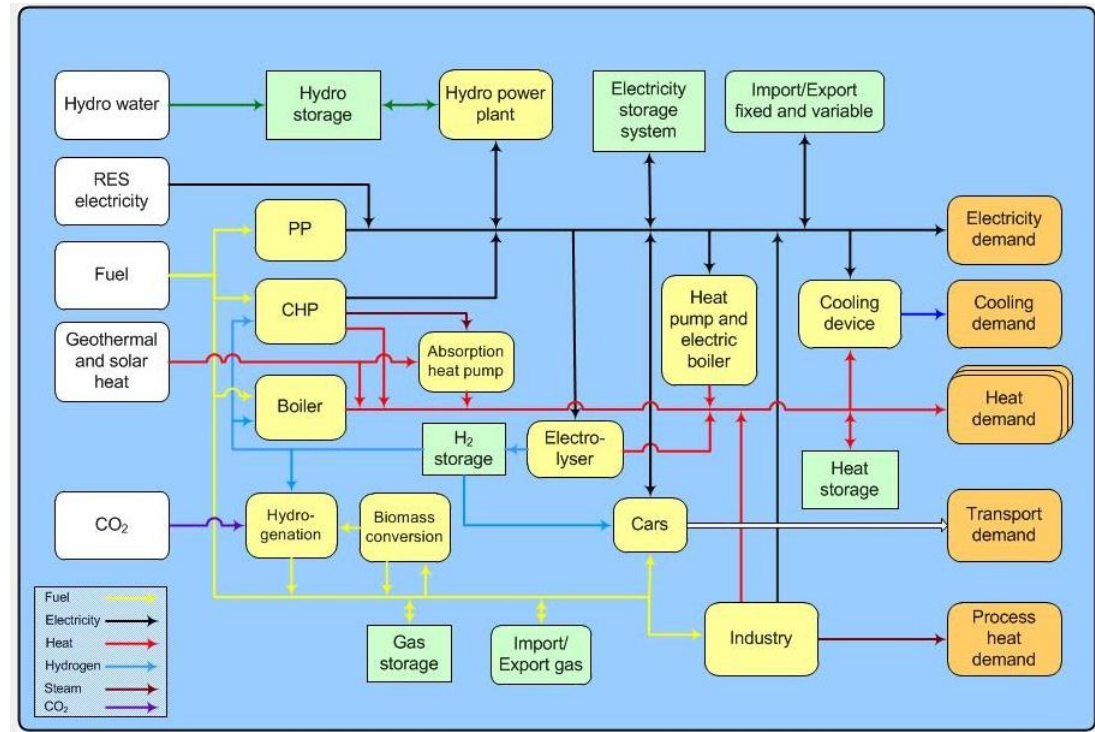 Hydro water
Hydro
storage
Hydro power
plant
Electricity
storage
system
Import/Export
fixed and variable
RES
electricity
PP
Electricity
demand
Fuel
CHP
Heat
pump and
electric
boiler
Cooling
device
Cooling
demand
Geothermal
and solar
heat
Absorption
heat pump
Boiler
Heat
demand
H2
storage
Electro-
lyser
Heat
storage
CO2
Hydro-
genation
Biomass
conversion
Cars
Transport
demand
Fuel
Electricity
Heat
Hydrogen
Steam
CO2
Gas
storage
Import/
Export gas
Industry
Process
heat
demand